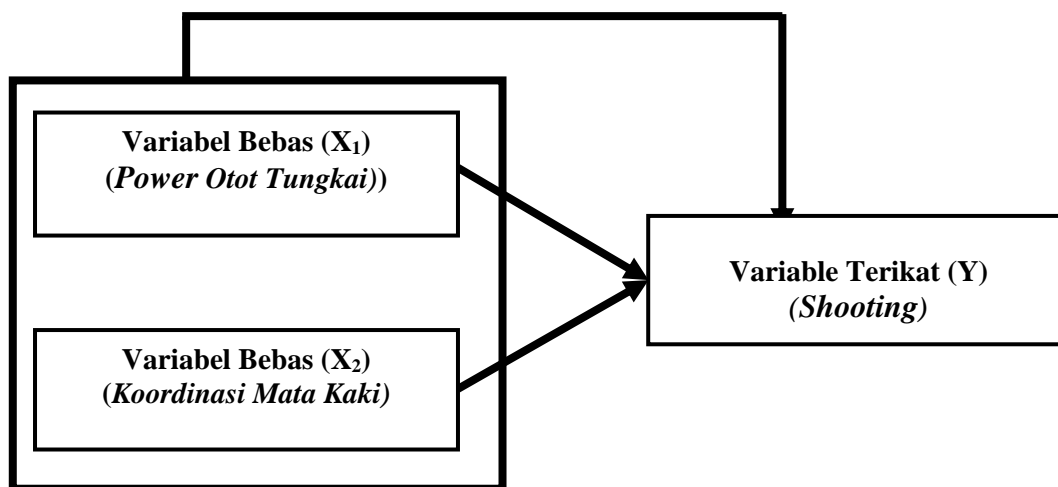 Variabel Bebas (X₁)
(Power Otot Tungkai))
Variabel Bebas (X₂)
(Koordinasi Mata Kaki)
Variable Terikat (Y)
(Shooting)